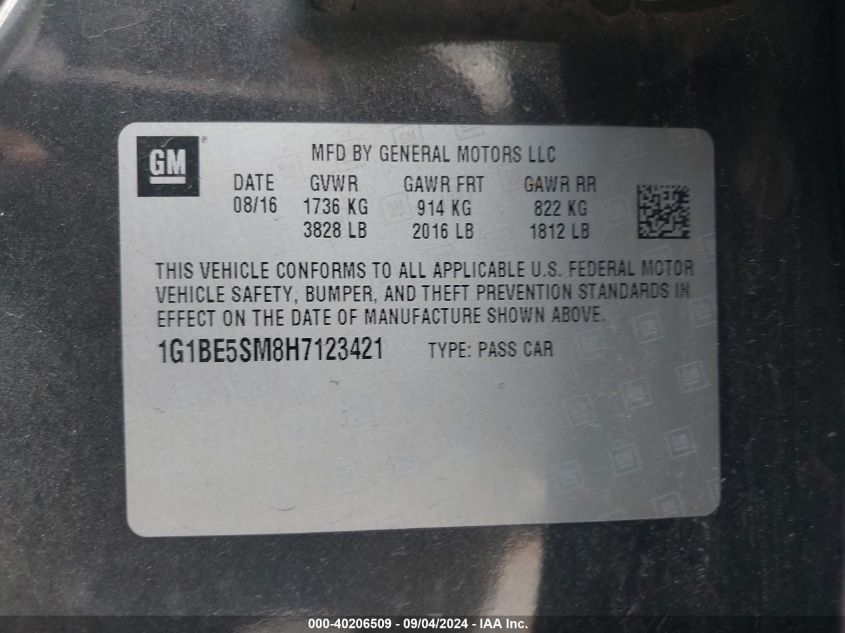 GM
MFD BY GENERAL MOTORS LLC
DATE GVWR GAWR FRT GAWR RR
08/16 1736 KG 914 KG 822 KG
3828 LB 2016 LB 1812 LB
THIS VEHICLE CONFORMS TO ALL APPLICABLE U.S. FEDERAL MOTOR
VEHICLE SAFETY, BUMPER, AND THEFT PREVENTION STANDARDS IN
EFFECT ON THE DATE OF MANUFACTURE SHOWN ABOVE.
1G1BE5SM8H7123421 TYPE: PASS CAR
000-40206509 - 09/04/2024 - IAA Inc.